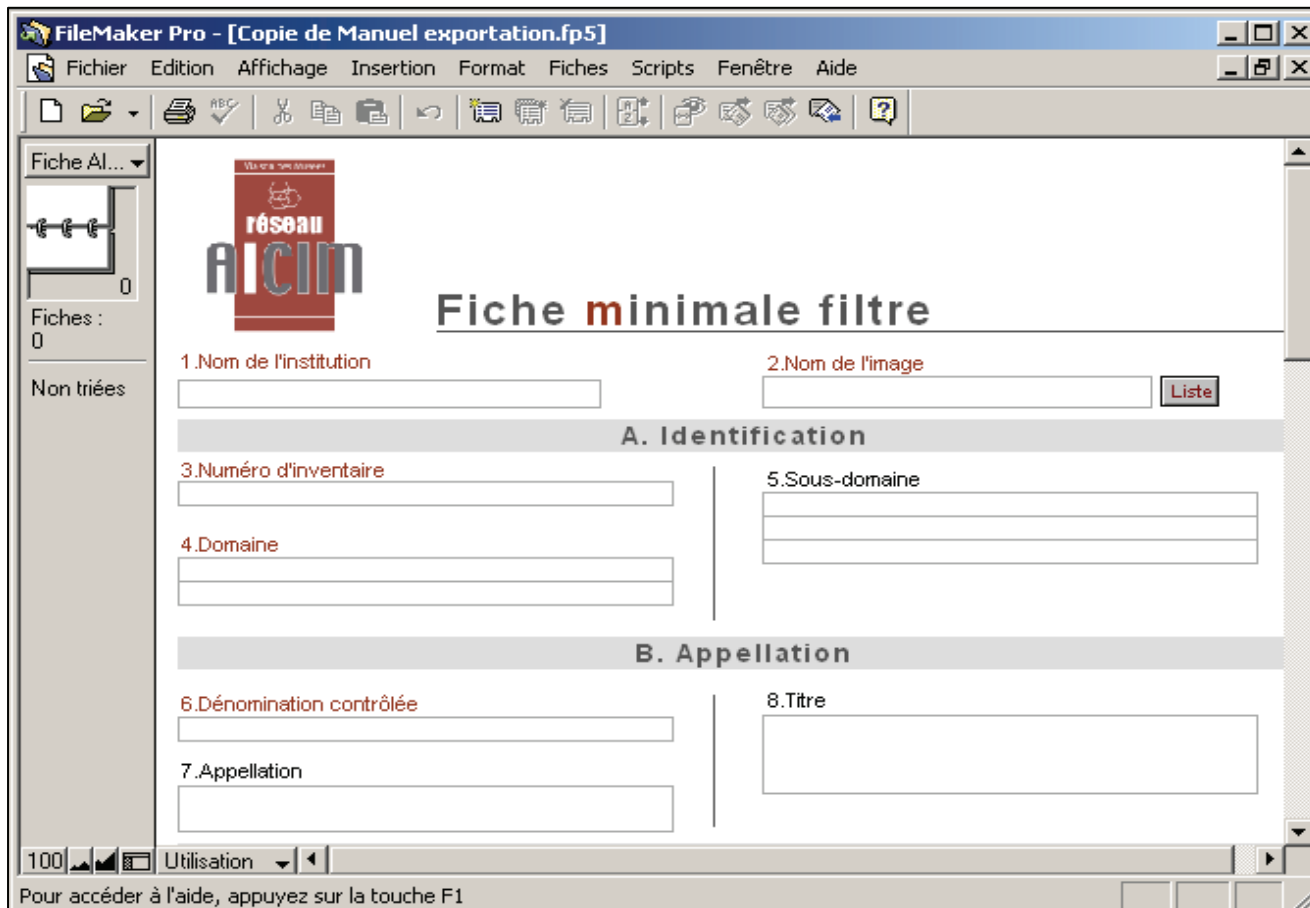 FileMaker Pro - [Copie de Manuel exportation.fp5]
Fichier Edition Affichage Insertion Format Fiches Scripts Fenêtre Aide
ABC
Fiche Al...
0
Fiches :
0
Non triées
réseau
AICIM
Fiche minimale filtre
1.Nom de l'institution
2.Nom de l'image
Liste
A. Identification
3.Numéro d'inventaire
5.Sous-domaine
4.Domaine
B. Appellation
6.Dénomination contrôlée
8.Titre
7.Appellation
100
Utilisation
Pour accéder à l'aide, appuyez sur la touche F1